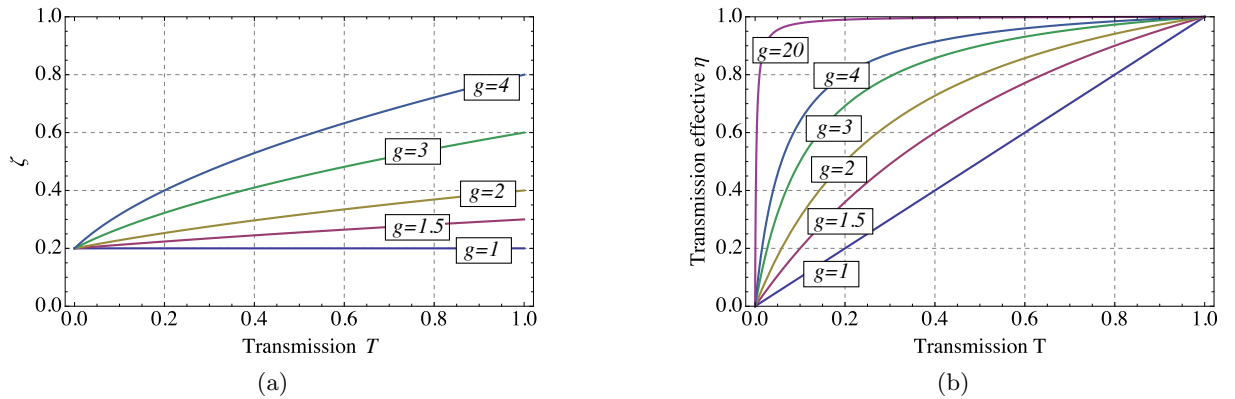 1.0
0.8
0.6
0.4
0.2
0.0
ζ
g=4
g=3
g=2
g=1.5
g=1
0.0 0.2 0.4 0.6 0.8 1.0
Transmission T
(a)
1.0
0.8
0.6
0.4
0.2
0.0
Transmission effective η
g=20
g=4
g=3
g=2
g=1.5
g=1
0.0 0.2 0.4 0.6 0.8 1.0
Transmission T
(b)